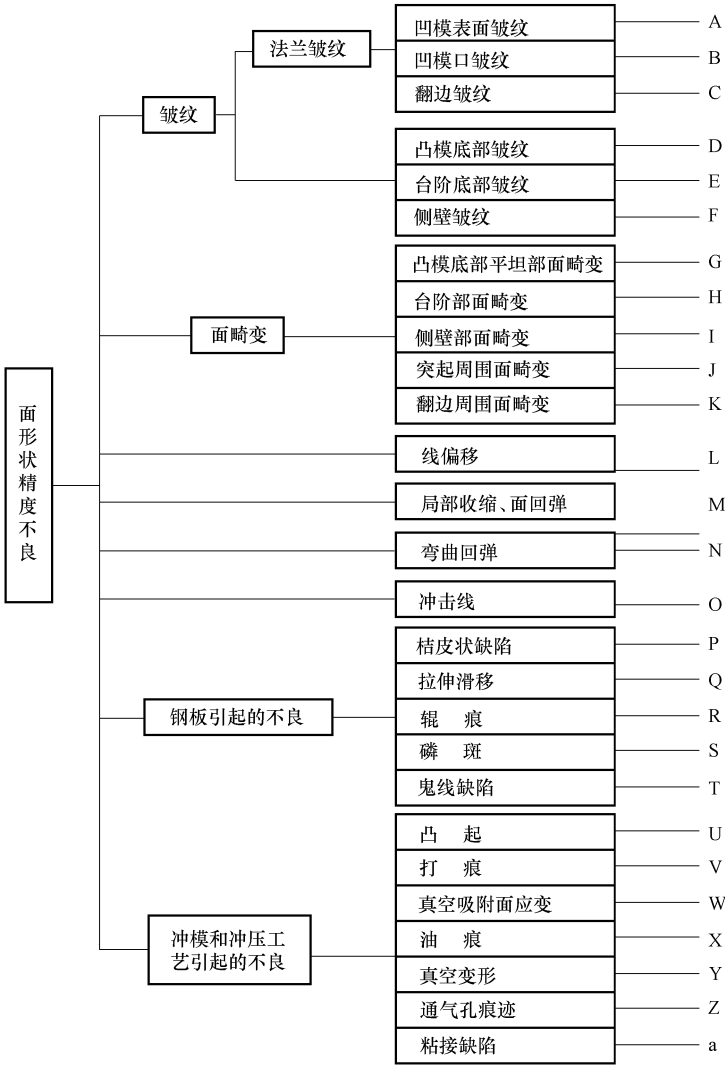 面形状精度不良
皱纹
法兰皱纹
凹模表面皱纹 A
凹模口皱纹 B
翻边皱纹 C
凸模底部皱纹 D
台阶底部皱纹 E
侧壁皱纹 F
面畸变
凸模底部平坦部面畸变 G
台阶部面畸变 H
侧壁部面畸变 I
突起周围面畸变 J
翻边周围面畸变 K
线偏移 L
局部收缩、面回弹 M
弯曲回弹 N
冲击线 O
钢板引起的不良
桔皮状缺陷 P
拉伸滑移 Q
辊 痕 R
磷 斑 S
鬼线缺陷 T
冲模和冲压工
艺引起的不良
凸 起 U
打 痕 V
真空吸附面应变 W
油 痕 X
真空变形 Y
通气孔痕迹 Z
粘接缺陷 a